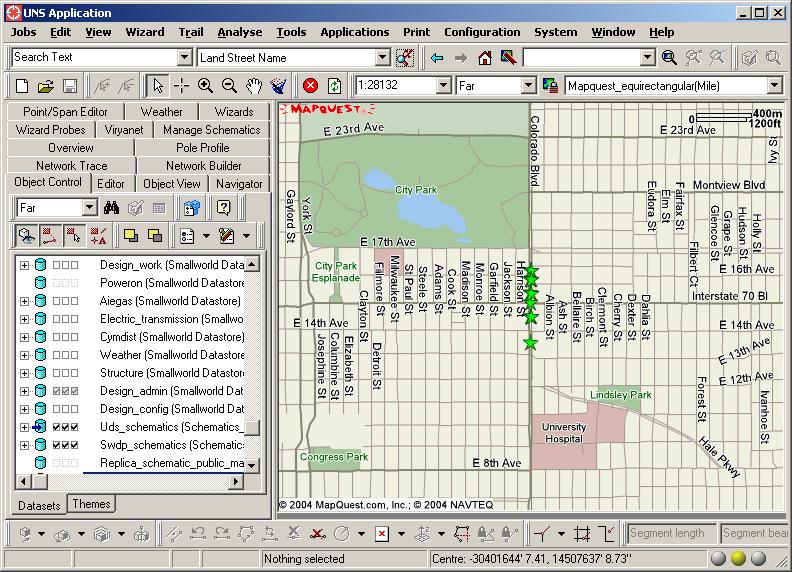 UNS Application
Jobs Edit View Wizard Trail Analyse Tools Applications Print Configuration System Window Help
Search Text Land Street Name
1:28132 Far Mapquest_equirectangular(Mile)
Point/Span Editor Weather Wizards
Wizard Probes Viryanet Manage Schematics
Overview Pole Profile
Network Trace Network Builder
Object Control Editor Object View Navigator
Far
Design_work (Smallworld Data
Poweron (Smallworld Datastore
Aiegas (Smallworld Datastore)
Electric_transmission (Smallwo
Cymdist (Smallworld Datastore
Weather (Smallworld Datastore
Structure (Smallworld Datastore
Design_admin (Smallworld Dat
Design_config (Smallworld Dat
Uds_schematics (Schematics_
Swdp_schematics (Schematic:
Replica_schematic_public_ma
Datasets Themes
MAPQUEST
400m
1200ft
E 23rd Ave
E 23rd Ave
Colorado Blvd
Ivy St
City Park
Montview Blvd
Gaylord St
York St
Eudora St
Elm St
Fairfax St
Filbert Ct
Glencoe St
Grape St
Hudson St
Holly St
E 17th Ave
E 16th Ave
City Park
Esplanade
Clayton St
Fillmore St
Milwaukee St
St Paul St
Steele St
Adams St
Cook St
Madison St
Monroe St
Garfield St
Jackson St
Harrison St
Albion St
Ash St
Bellaire St
Birch St
Clermont St
Cherry St
Dexter St
Dahlia St
Interstate 70 Bl
E 14th Ave
E 14th Ave
E 13th Ave
E 12th Ave
Josephine St
Columbine St
Elizabeth St
Detroit St
Lindsley Park
Forest St
Ivanhoe St
University
Hospital
Hale Pkwy
Congress Park
E 8th Ave
© 2004 MapQuest.com, Inc.; © 2004 NAVTEQ
Segment length Segment bear
Nothing selected Centre: -30401644' 7.41, 14507637' 8.73"